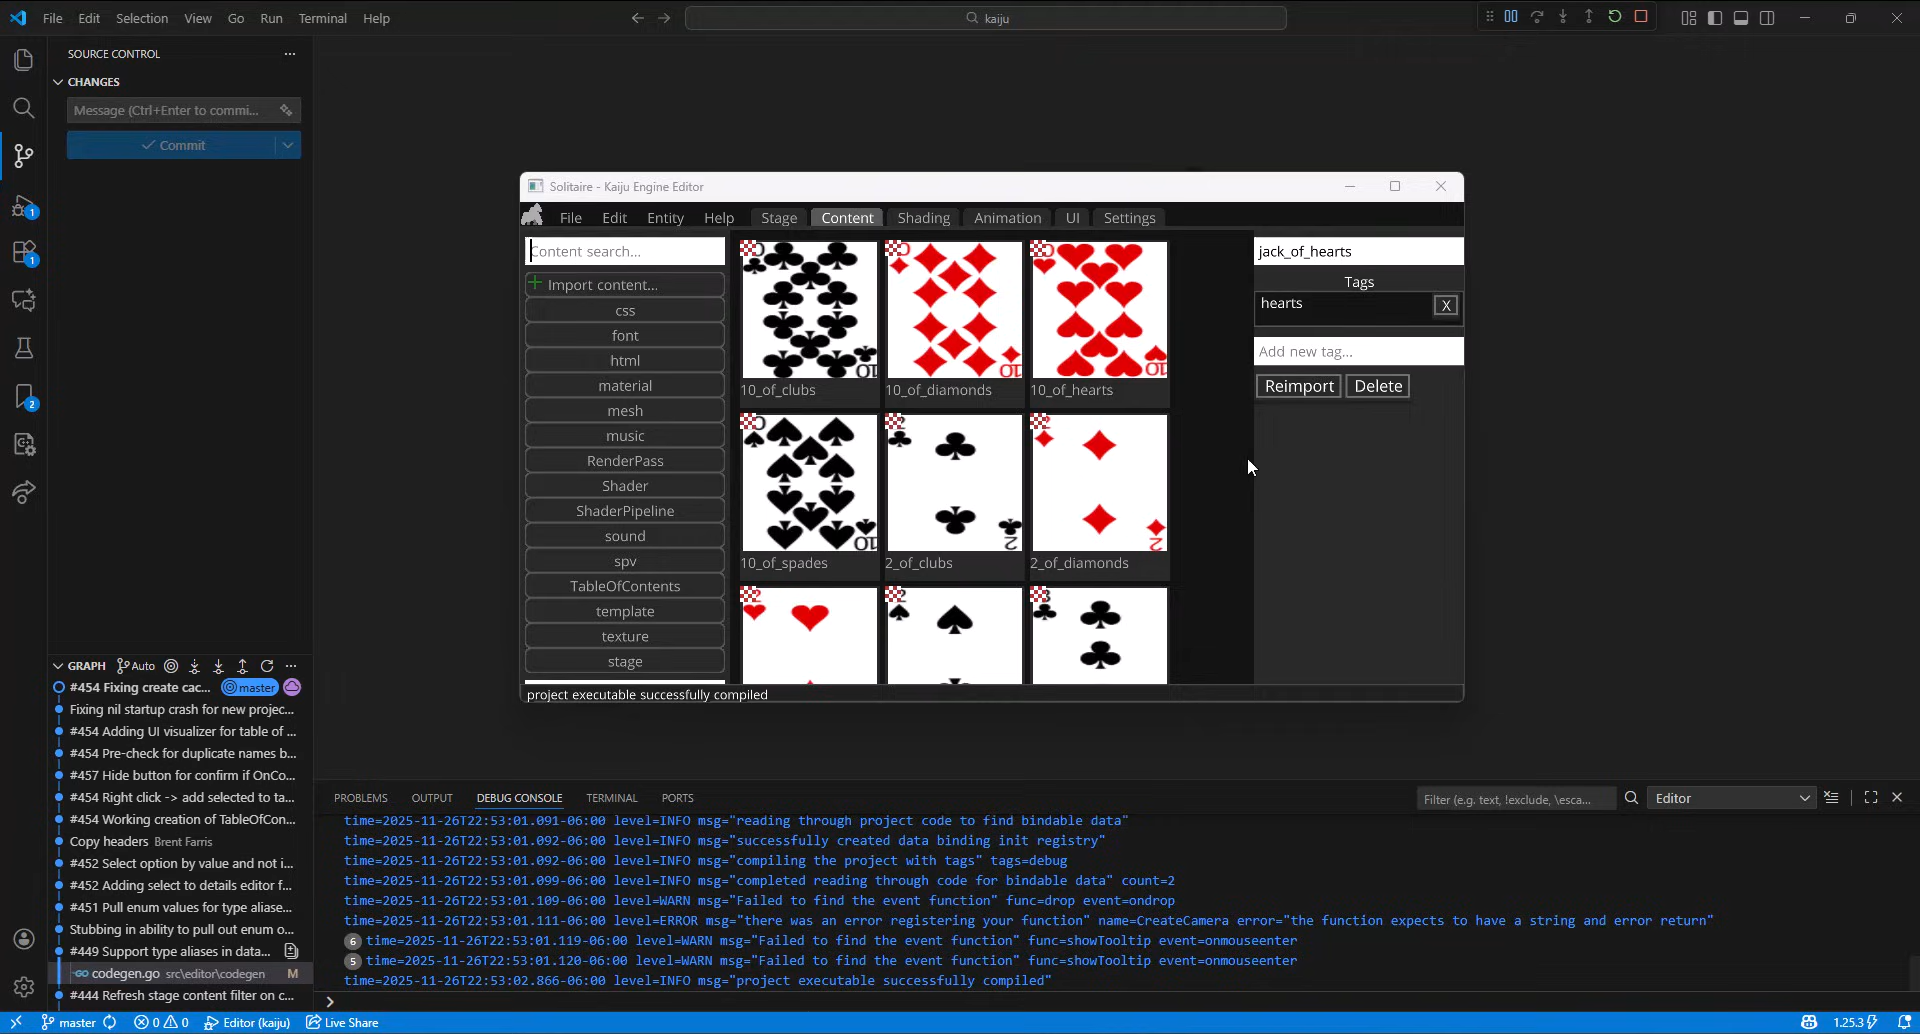 File Edit Selection View Go Run Terminal Help
kaiju
SOURCE CONTROL
CHANGES
Message (Ctrl+Enter to commi...
Commit
1
1
2
GRAPH Auto
#454 Fixing create cac... master
Fixing nil startup crash for new projec...
#454 Adding UI visualizer for table of ...
#454 Pre-check for duplicate names b...
#457 Hide button for confirm if OnCo...
#454 Right click -> add selected to ta...
#454 Working creation of TableOfCon...
Copy headers Brent Farris
#452 Select option by value and not i...
#452 Adding select to details editor f...
#451 Pull enum values for type aliase...
Stubbing in ability to pull out enum o...
#449 Support type aliases in data...
codegen.go src\editor\codegen M
#444 Refresh stage content filter on c...
Solitaire - Kaiju Engine Editor
File Edit Entity Help Stage Content Shading Animation UI Settings
Content search...
Import content...
css
font
html
material
mesh
music
RenderPass
Shader
ShaderPipeline
sound
spv
TableOfContents
template
texture
stage
10_of_clubs
10_of_diamonds
10_of_hearts
10_of_spades
2_of_clubs
2_of_diamonds
jack_of_hearts
Tags
hearts X
Add new tag...
Reimport Delete
project executable successfully compiled
PROBLEMS OUTPUT DEBUG CONSOLE TERMINAL PORTS
Filter (e.g. text, !exclude, \esca...
Editor
time=2025-11-26T22:53:01.091-06:00 level=INFO msg="reading through project code to find bindable data"
time=2025-11-26T22:53:01.092-06:00 level=INFO msg="successfully created data binding init registry"
time=2025-11-26T22:53:01.092-06:00 level=INFO msg="compiling the project with tags" tags=debug
time=2025-11-26T22:53:01.099-06:00 level=INFO msg="completed reading through code for bindable data" count=2
time=2025-11-26T22:53:01.109-06:00 level=WARN msg="Failed to find the event function" func=drop event=ondrop
time=2025-11-26T22:53:01.111-06:00 level=ERROR msg="there was an error registering your function" name=CreateCamera error="the function expects to have a string and error return"
6 time=2025-11-26T22:53:01.119-06:00 level=WARN msg="Failed to find the event function" func=showTooltip event=onmouseenter
5 time=2025-11-26T22:53:01.120-06:00 level=WARN msg="Failed to find the event function" func=showTooltip event=onmouseenter
time=2025-11-26T22:53:02.866-06:00 level=INFO msg="project executable successfully compiled"
master 0 0 Editor (kaiju) Live Share 1.25.3